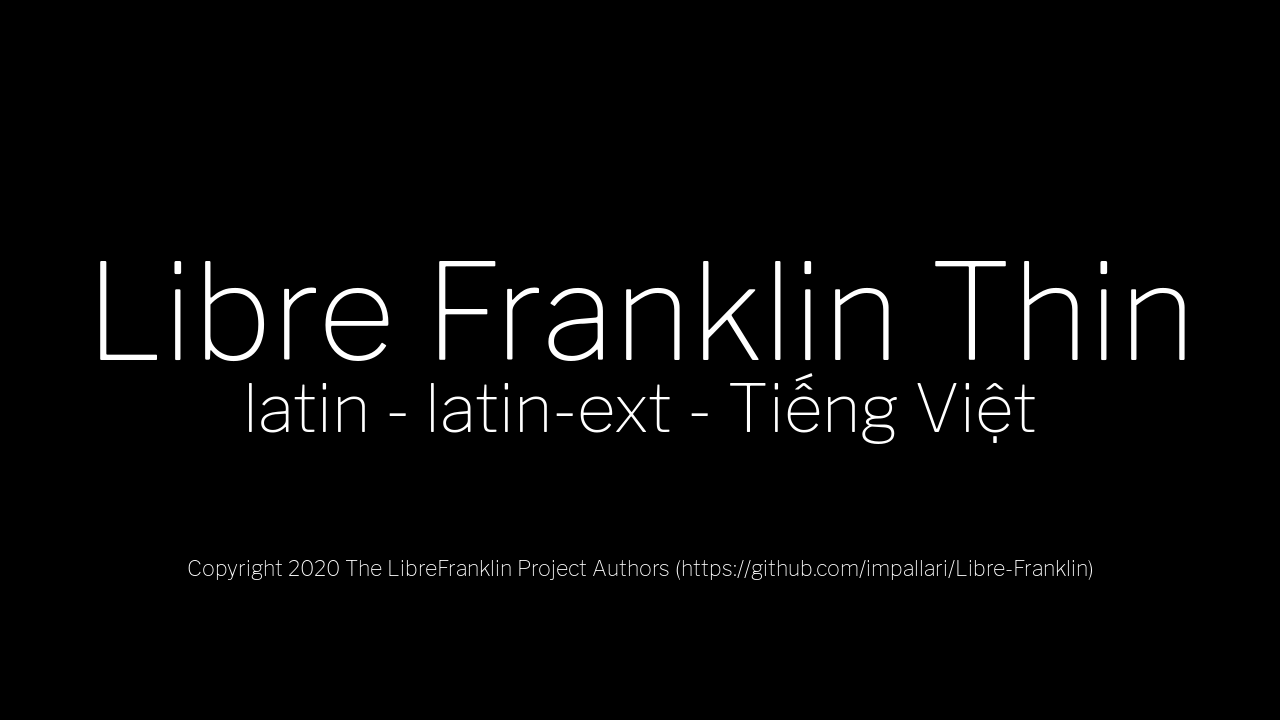 Libre Franklin Thin
latin - latin-ext - Tiếng Việt
Copyright 2020 The LibreFranklin Project Authors (https://github.com/impallari/Libre-Franklin)